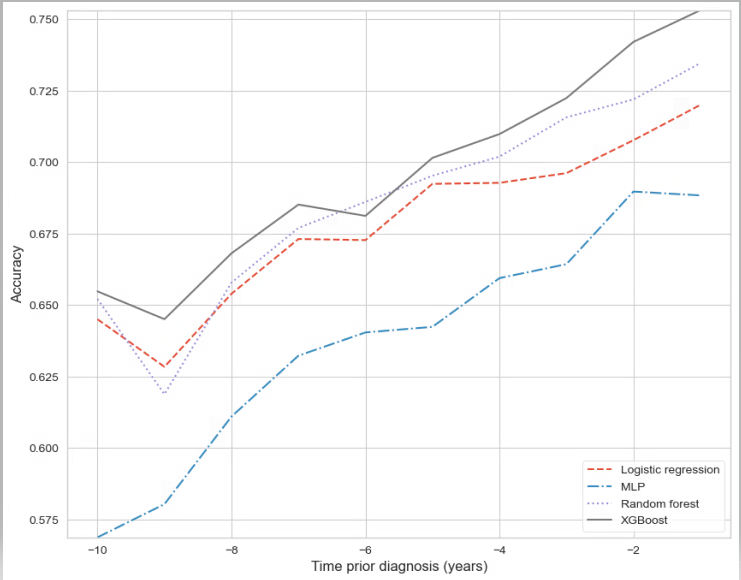 0.750
0.725
0.700
0.675
0.650
0.625
0.600
0.575
Accuracy
−10
−8
−6
−4
−2
Time prior diagnosis (years)
Logistic regression
MLP
Random forest
XGBoost